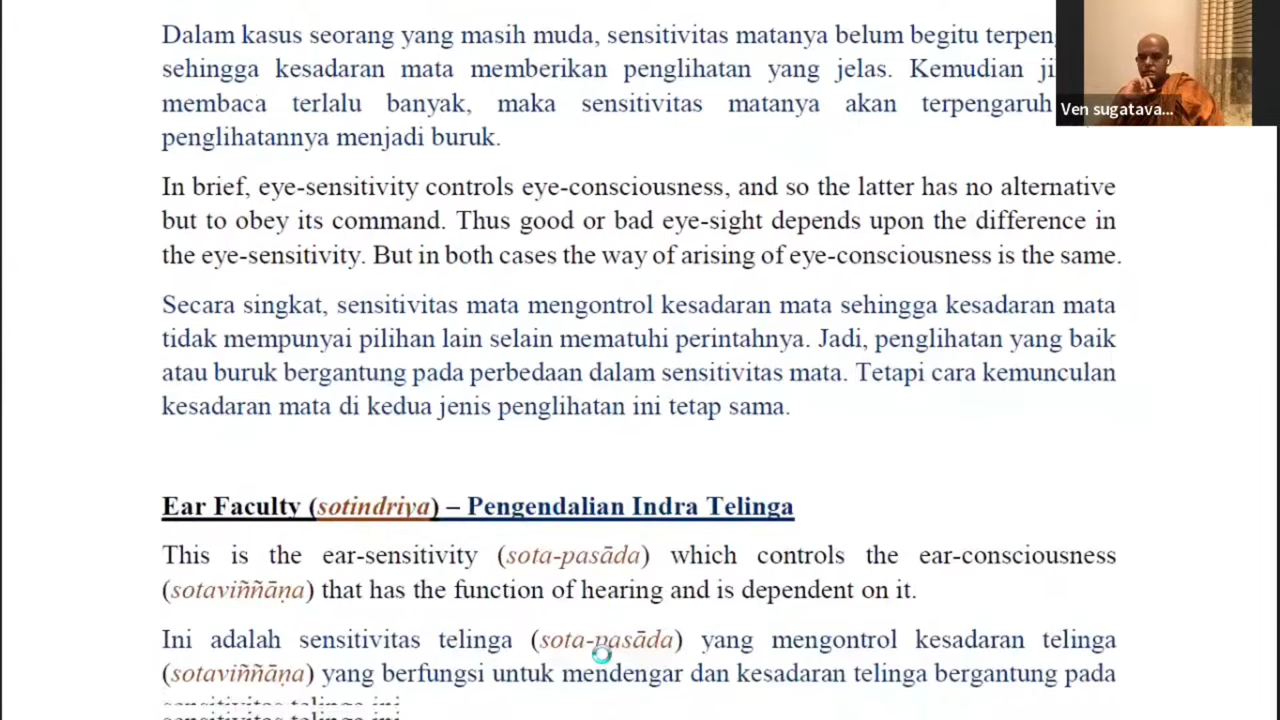 Dalam kasus seorang yang masih muda, sensitivitas matanya belum begitu
sehingga kesadaran mata memberikan penglihatan yang jelas. Kemudian
membaca terlalu banyak, maka sensitivitas matanya akan terpengaruh
penglihatannya menjadi buruk.
Ven sugatava...
In brief, eye-sensitivity controls eye-consciousness, and so the latter has no alternative
but to obey its command. Thus good or bad eye-sight depends upon the difference in
the eye-sensitivity. But in both cases the way of arising of eye-consciousness is the same.
Secara singkat, sensitivitas mata mengontrol kesadaran mata sehingga kesadaran mata
tidak mempunyai pilihan lain selain mematuhi perintahnya. Jadi, penglihatan yang baik
atau buruk bergantung pada perbedaan dalam sensitivitas mata. Tetapi cara kemunculan
kesadaran mata di kedua jenis penglihatan ini tetap sama.
Ear Faculty (sotindriya) – Pengendalian Indra Telinga
This is the ear-sensitivity (sota-pasāda) which controls the ear-consciousness
(sotaviññāṇa) that has the function of hearing and is dependent on it.
Ini adalah sensitivitas telinga (sota-pasāda) yang mengontrol kesadaran telinga
(sotaviññāṇa) yang berfungsi untuk mendengar dan kesadaran telinga bergantung pada